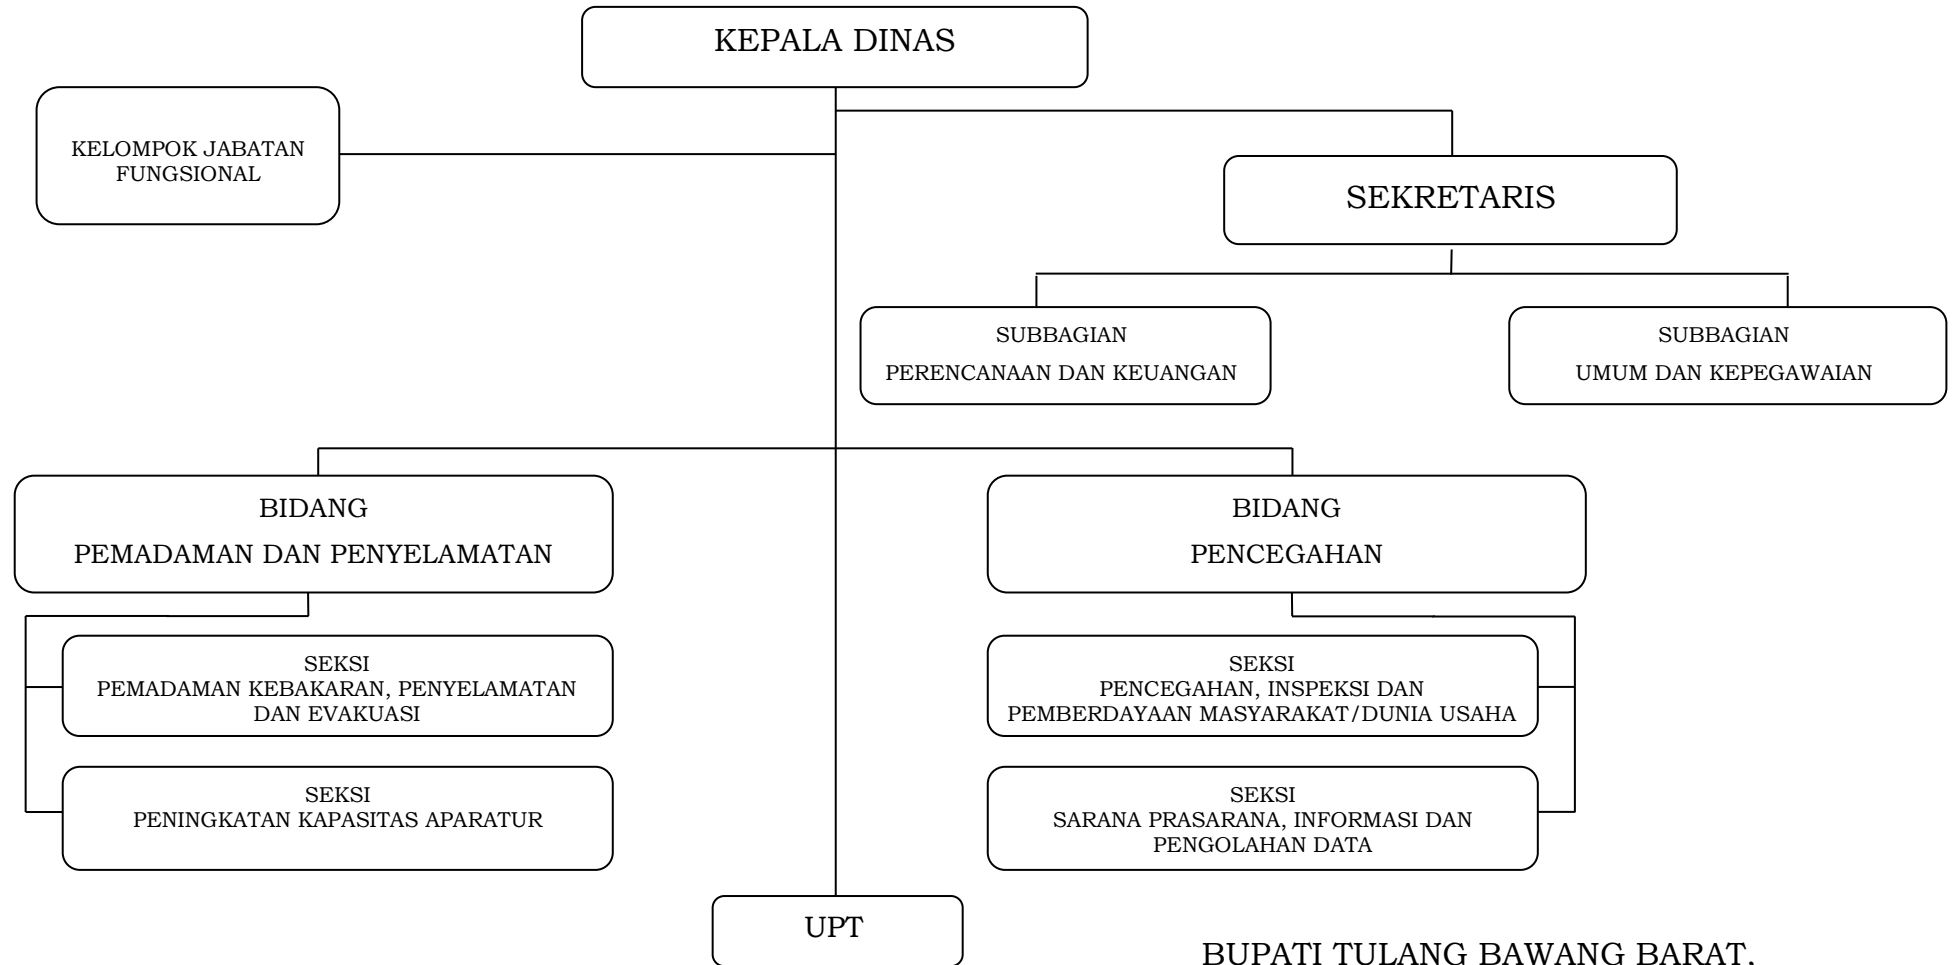 KEPALA DINAS
KELOMPOK JABATAN
FUNGSIONAL
SEKRETARIS
SUBBAGIAN
PERENCANAAN DAN KEUANGAN
SUBBAGIAN
UMUM DAN KEPEGAWAIAN
BIDANG
PEMADAMAN DAN PENYELAMATAN
BIDANG
PENCEGAHAN
SEKSI
PEMADAMAN KEBAKARAN, PENYELAMATAN
DAN EVAKUASI
SEKSI
PENINGKATAN KAPASITAS APARATUR
SEKSI
PENCEGAHAN, INSPEKSI DAN
PEMBERDAYAAN MASYARAKAT/DUNIA USAHA
SEKSI
SARANA PRASARANA, INFORMASI DAN
PENGOLAHAN DATA
UPT
BUPATI TULANG BAWANG BARAT,